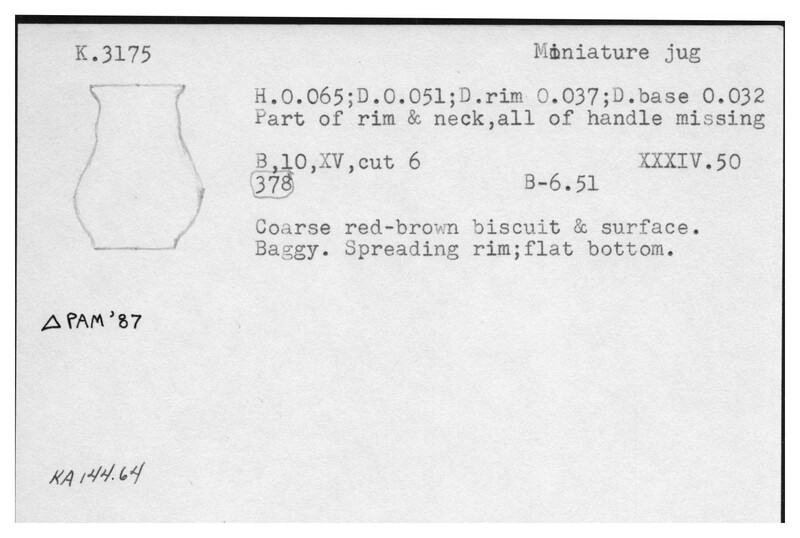 K.3175 Miniature jug
H.0.065;D.0.051;D.rim 0.037;D.base 0.032
Part of rim & neck,all of handle missing
B,10,XV,cut 6 XXXIV.50
378 B-6.51
Coarse red-brown biscuit & surface.
Baggy. Spreading rim;flat bottom.
△ PAM '87
KA 144.64